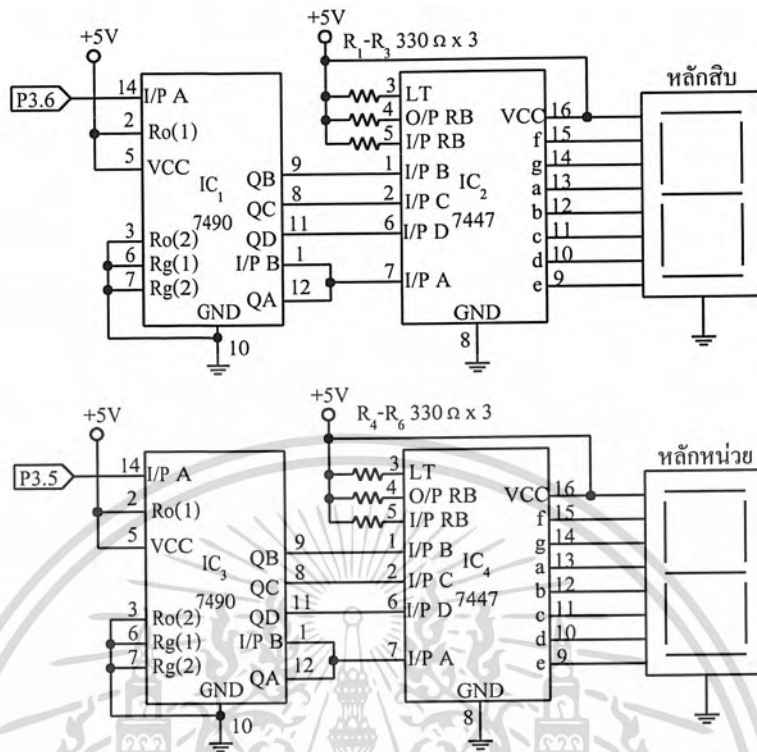 +5V
+5V
R1-R3 330 Ω x 3
P3.6
14 I/P A
2 Ro(1)
5 VCC
IC1
7490
3 Ro(2)
6 Rg(1)
7 Rg(2)
QB 9
QC 8
QD 11
I/P B 1
QA 12
GND
10
3 LT
4 O/P RB
5 I/P RB
1 I/P B
2 I/P C
6 I/P D
7 I/P A
IC2
7447
VCC 16
f 15
g 14
a 13
b 12
c 11
d 10
e 9
GND
8
หลักสิบ
+5V
+5V
R4-R6 330 Ω x 3
P3.5
14 I/P A
2 Ro(1)
5 VCC
IC3
7490
3 Ro(2)
6 Rg(1)
7 Rg(2)
QB 9
QC 8
QD 11
I/P B 1
QA 12
GND
10
3 LT
4 O/P RB
5 I/P RB
1 I/P B
2 I/P C
6 I/P D
7 I/P A
IC4
7447
VCC 16
f 15
g 14
a 13
b 12
c 11
d 10
e 9
GND
8
หลักหน่วย